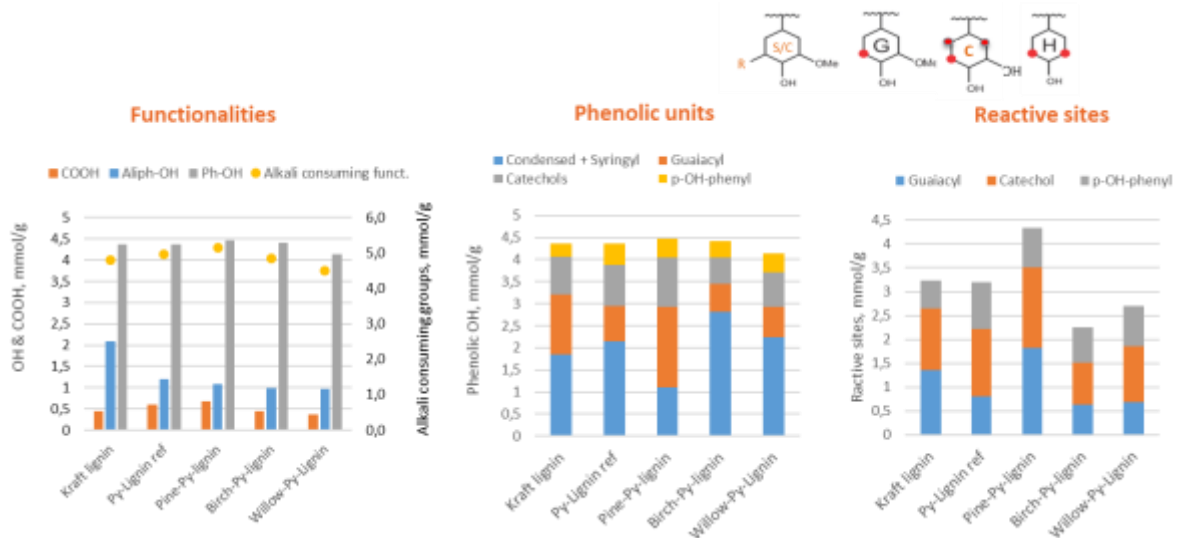 S/C
R
OMe
OH
G
OMe
OH
C
OH
OH
H
OH
Functionalities
COOH Aliph-OH Ph-OH Alkali consuming funct.
OH & COOH, mmol/g
5
4,5
4
3,5
3
2,5
2
1,5
1
0,5
0
6,0
5,0
4,0
3,0
2,0
1,0
0,0
Alkali consuming groups, mmol/g
Kraft lignin
Py-Lignin ref
Pine-Py-lignin
Birch-Py-lignin
Willow-Py-Lignin
Phenolic units
Condensed + Syringyl Guaiacyl
Catechols p-OH-phenyl
Phenolic OH, mmol/g
5
4,5
4
3,5
3
2,5
2
1,5
1
0,5
0
Kraft lignin
Py-Lignin ref
Pine-Py-lignin
Birch-Py-lignin
Willow-Py-Lignin
Reactive sites
Guaiacyl Catechol p-OH-phenyl
Ractive sites, mmol/g
4,5
4
3,5
3
2,5
2
1,5
1
0,5
0
Kraft lignin
Py-Lignin ref
Pine-Py-lignin
Birch-Py-lignin
Willow-Py-Lignin